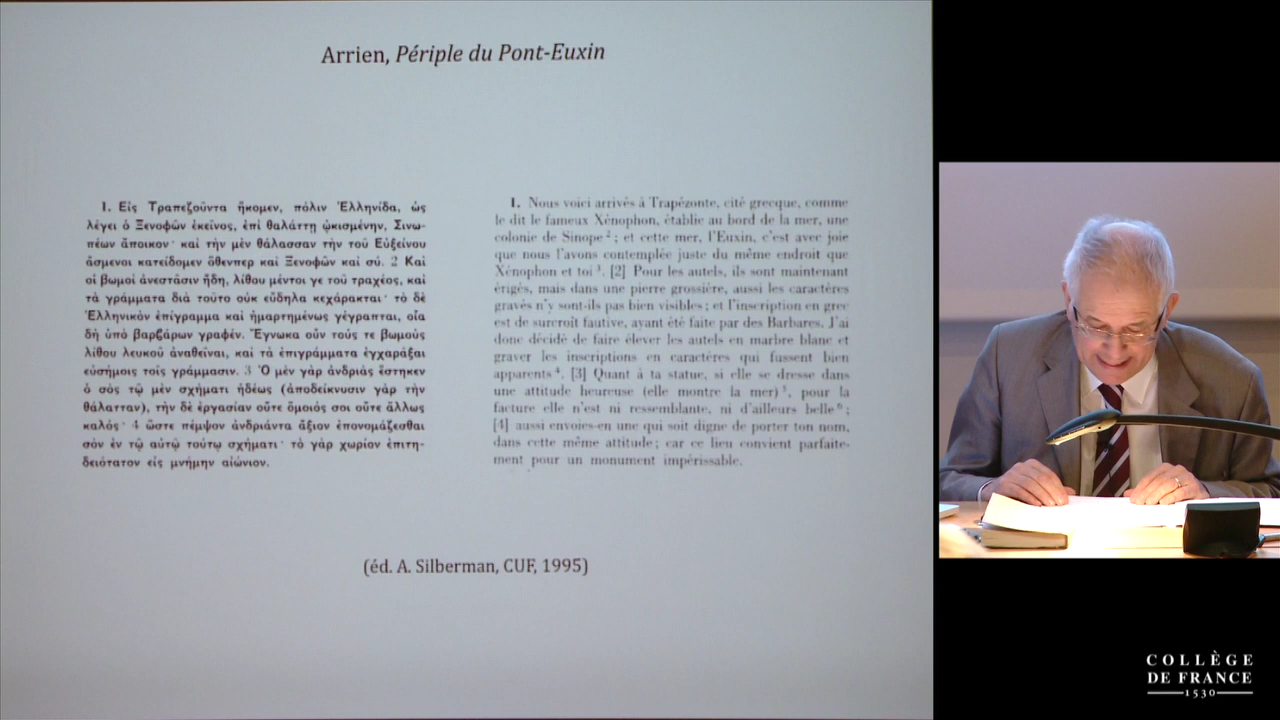 Arrien, Périple du Pont-Euxin
1. Εἰς Τραπεζοῦντα ἥκομεν, πόλιν Ἑλληνίδα, ὡς
λέγει ὁ Ξενοφῶν ἐκεῖνος, ἐπὶ θαλάττῃ ᾠκισμένην, Σινω-
πέων ἄποικον· καὶ τὴν μὲν θάλασσαν τὴν τοῦ Εὐξείνου
ἄσμενοι κατείδομεν ὅθενπερ καὶ Ξενοφῶν καὶ σύ. 2 Καὶ
οἱ βωμοὶ ἀνεστᾶσιν ἤδη, λίθου μέντοι γε τοῦ τραχέος, καὶ
τὰ γράμματα διὰ τοῦτο οὐκ εὔδηλα κεχάρακται· τὸ δὲ
Ἑλληνικὸν ἐπίγραμμα καὶ ἡμαρτημένως γέγραπται, οἷα
δὴ ὑπὸ βαρβάρων γραφέν. Ἔγνωκα οὖν τούς τε βωμοὺς
λίθου λευκοῦ ἀναθεῖναι, καὶ τὰ ἐπιγράμματα ἐγχαράξαι
εὐσήμοις τοῖς γράμμασιν. 3 Ὁ μὲν γὰρ ἀνδριὰς ἕστηκεν
ὁ σὸς τῷ μὲν σχήματι ἡδέως (ἀποδείκνυσιν γὰρ τὴν
θάλατταν), τὴν δὲ ἐργασίαν οὔτε ὅμοιός σοι οὔτε ἄλλως
καλός· 4 ὥστε πέμψον ἀνδριάντα ἄξιον ἐπονομάζεσθαι
σὸν ἐν τῷ αὐτῷ τούτῳ σχήματι· τὸ γὰρ χωρίον ἐπιτη-
δειότατον εἰς μνήμην αἰώνιον.
1. Nous voici arrivés à Trapézonte, cité grecque, comme
le dit le fameux Xénophon, établie au bord de la mer, une
colonie de Sinope 2 ; et cette mer, l'Euxin, c'est avec joie
que nous l'avons contemplée juste du même endroit que
Xénophon et toi 3. [2] Pour les autels, ils sont maintenant
érigés, mais dans une pierre grossière, aussi les caractères
gravés n'y sont-ils pas bien visibles ; et l'inscription en grec
est de surcroît fautive, ayant été faite par des Barbares. J'ai
donc décidé de faire élever les autels en marbre blanc et
graver les inscriptions en caractères qui fussent bien
apparents 4. [3] Quant à ta statue, si elle se dresse dans
une attitude heureuse (elle montre la mer) 5, pour la
facture elle n'est ni ressemblante, ni d'ailleurs belle 6 ;
[4] aussi envoies-en une qui soit digne de porter ton nom,
dans cette même attitude ; car ce lieu convient parfaite-
ment pour un monument impérissable.
(éd. A. Silberman, CUF, 1995)
COLLÈGE
DE FRANCE
1530